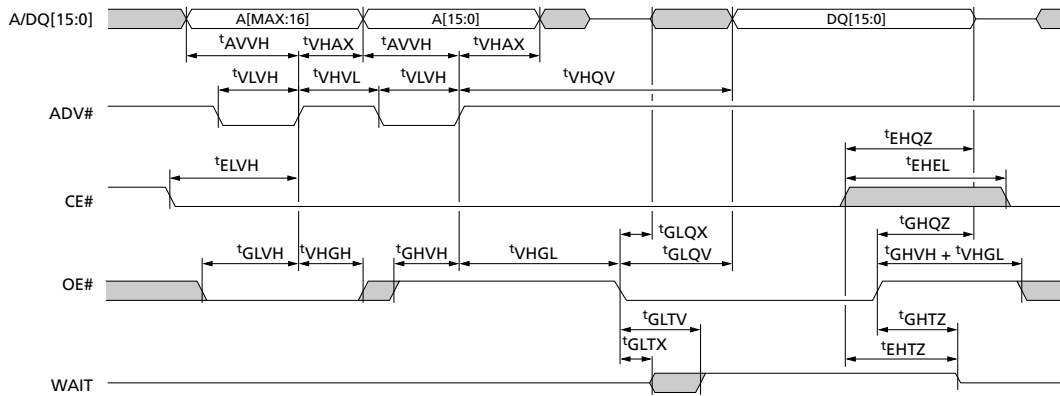 A/DQ[15:0] A[MAX:16] A[15:0] DQ[15:0]
tAVVH tVHAX tAVVH tVHAX
tVLVH tVHVL tVLVH tVHQV
ADV#
tEHQZ
tELVH tEHEL
CE#
tGLQX tGHQZ
tGLVH tVHGH tGHVH tVHGL tGLQV tGHVH + tVHGL
OE#
tGLTV tGHTZ
tGLTX tEHTZ
WAIT